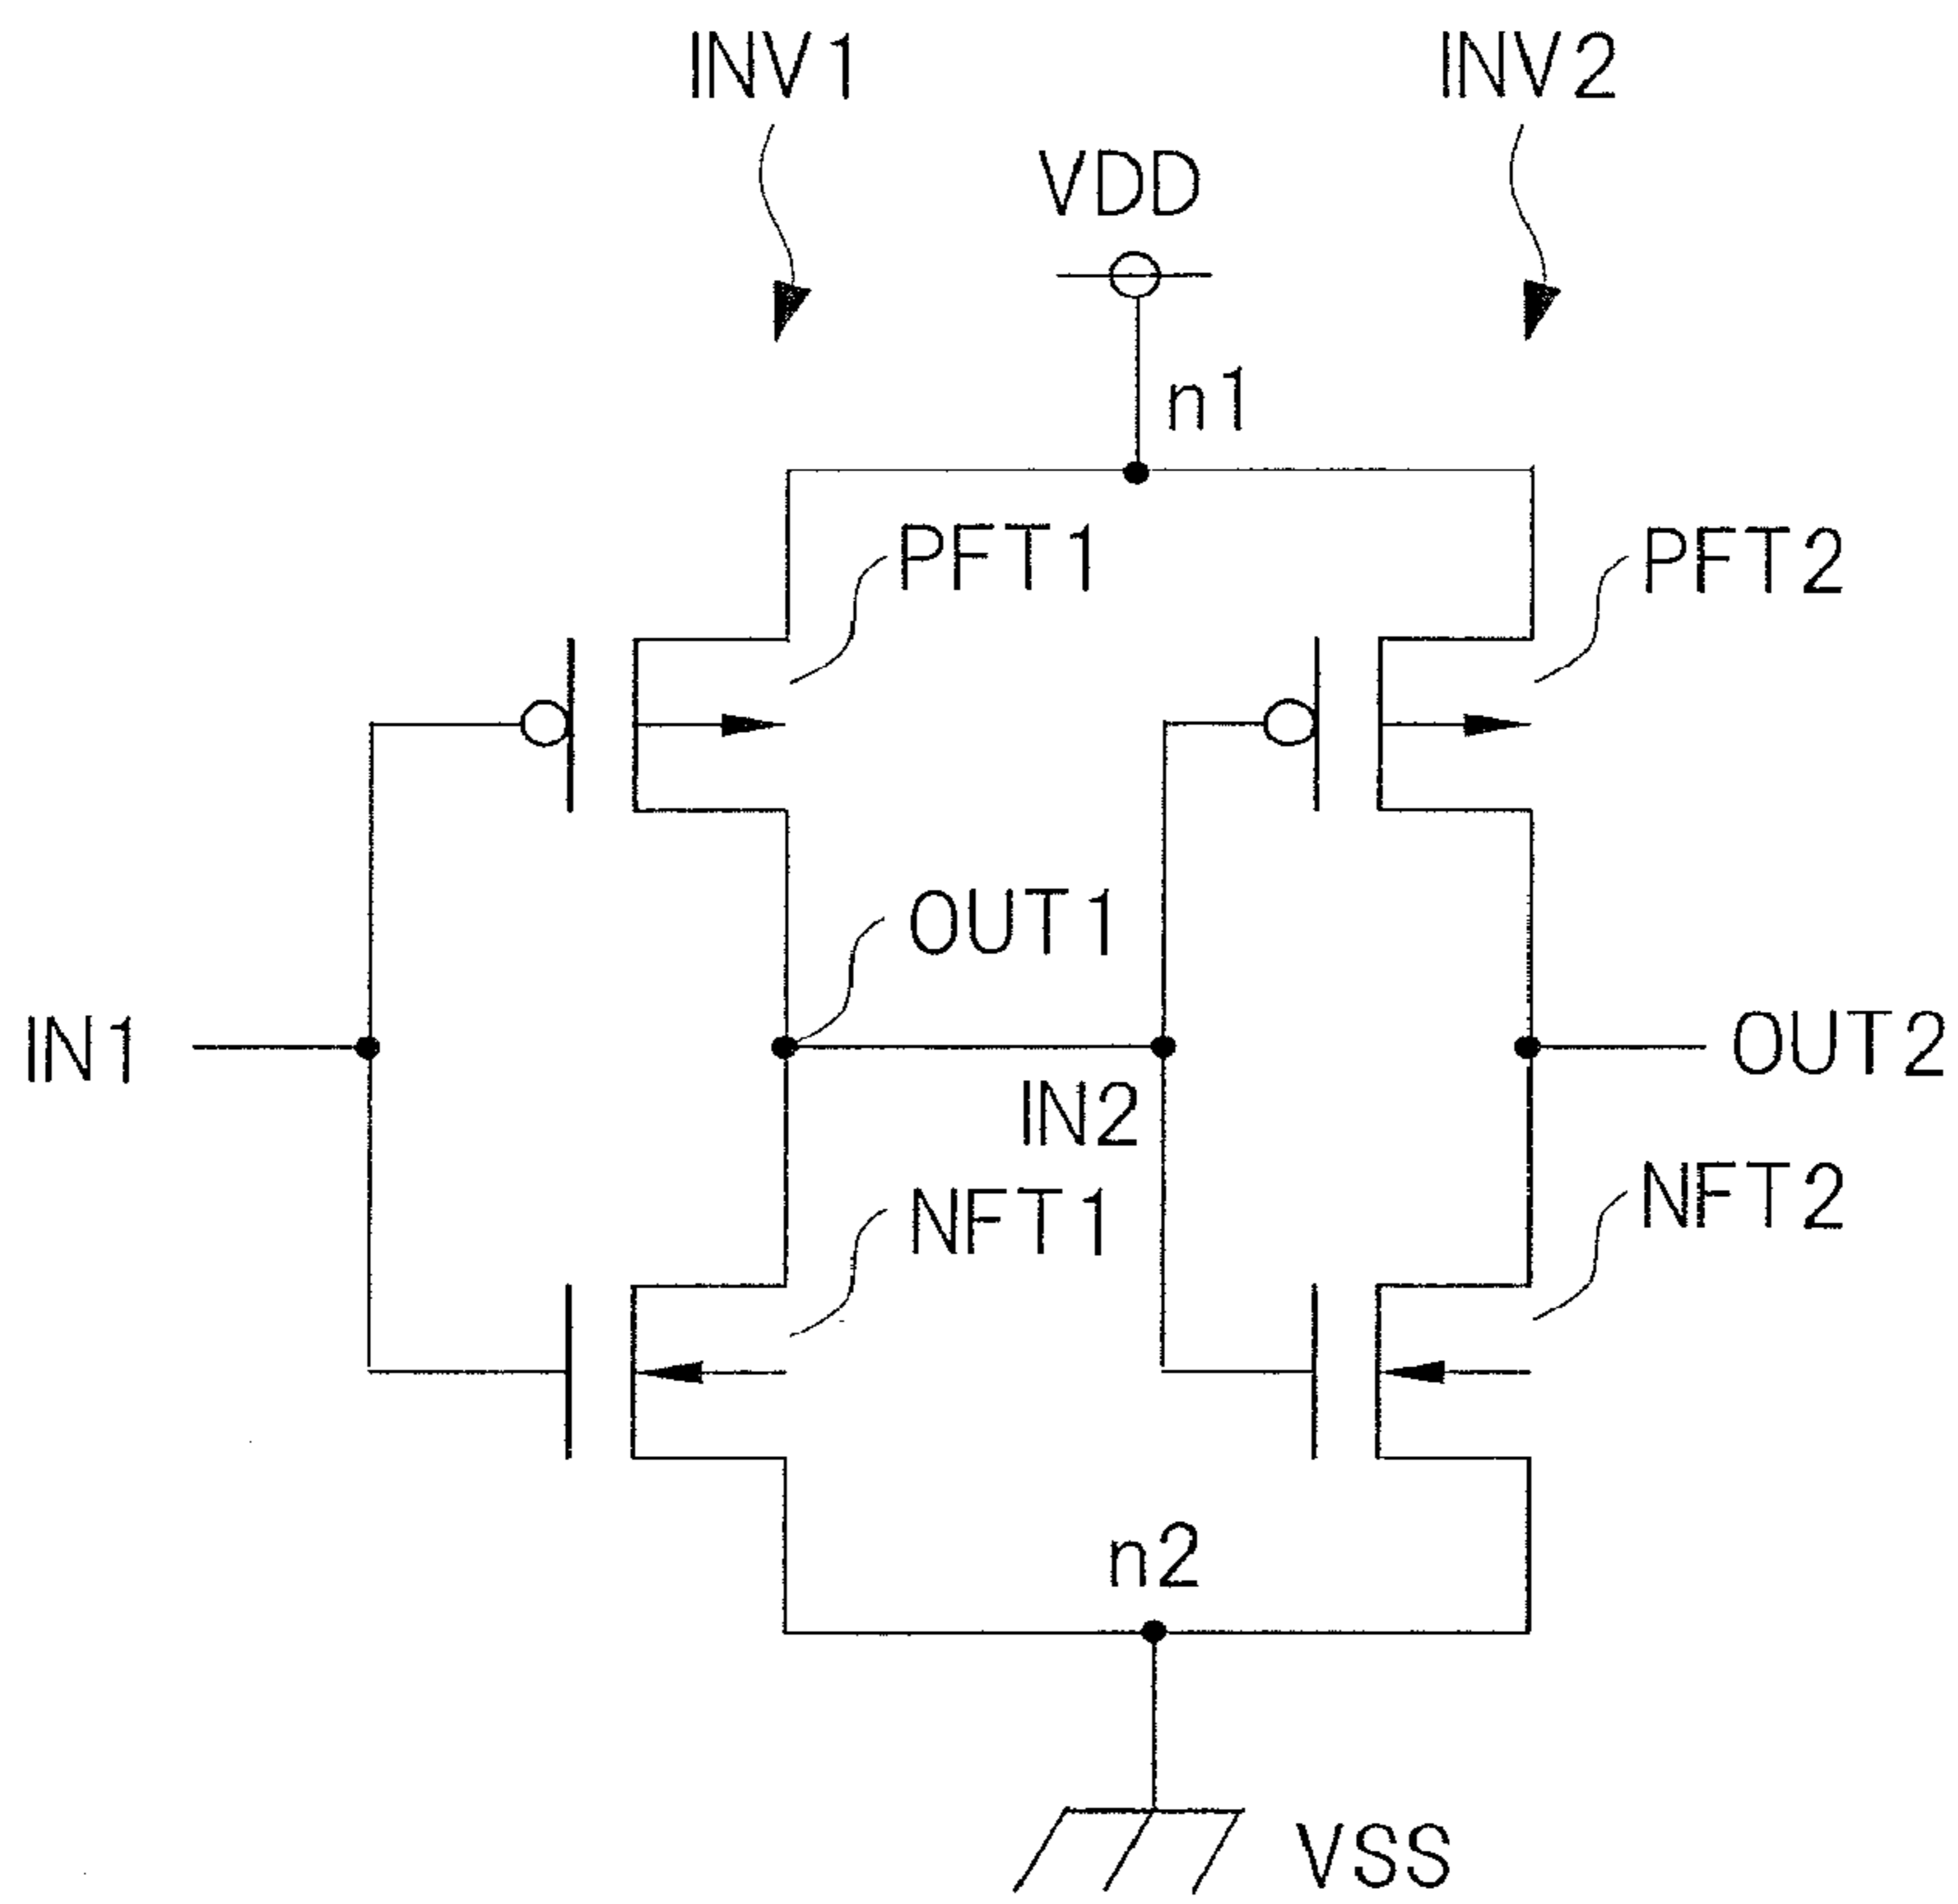 INV1
INV2
VDD
n1
PFT1
PFT2
OUT1
IN1
OUT2
IN2
NFT1
NFT2
n2
VSS